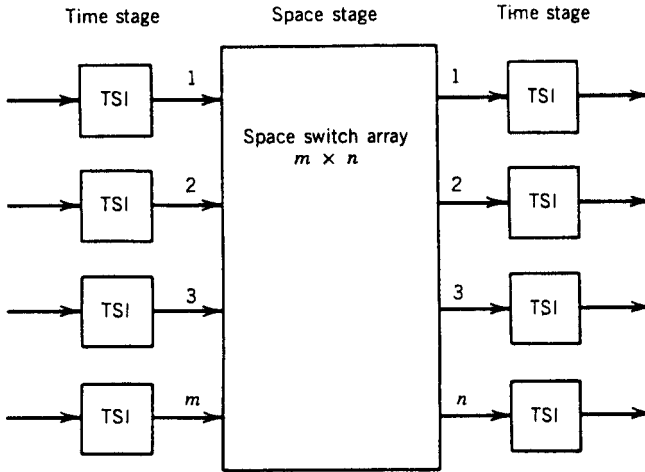 Time stage
Space stage
Time stage
TSI
1
Space switch array
m × n
1
TSI
TSI
2
2
TSI
TSI
3
3
TSI
TSI
m
n
TSI